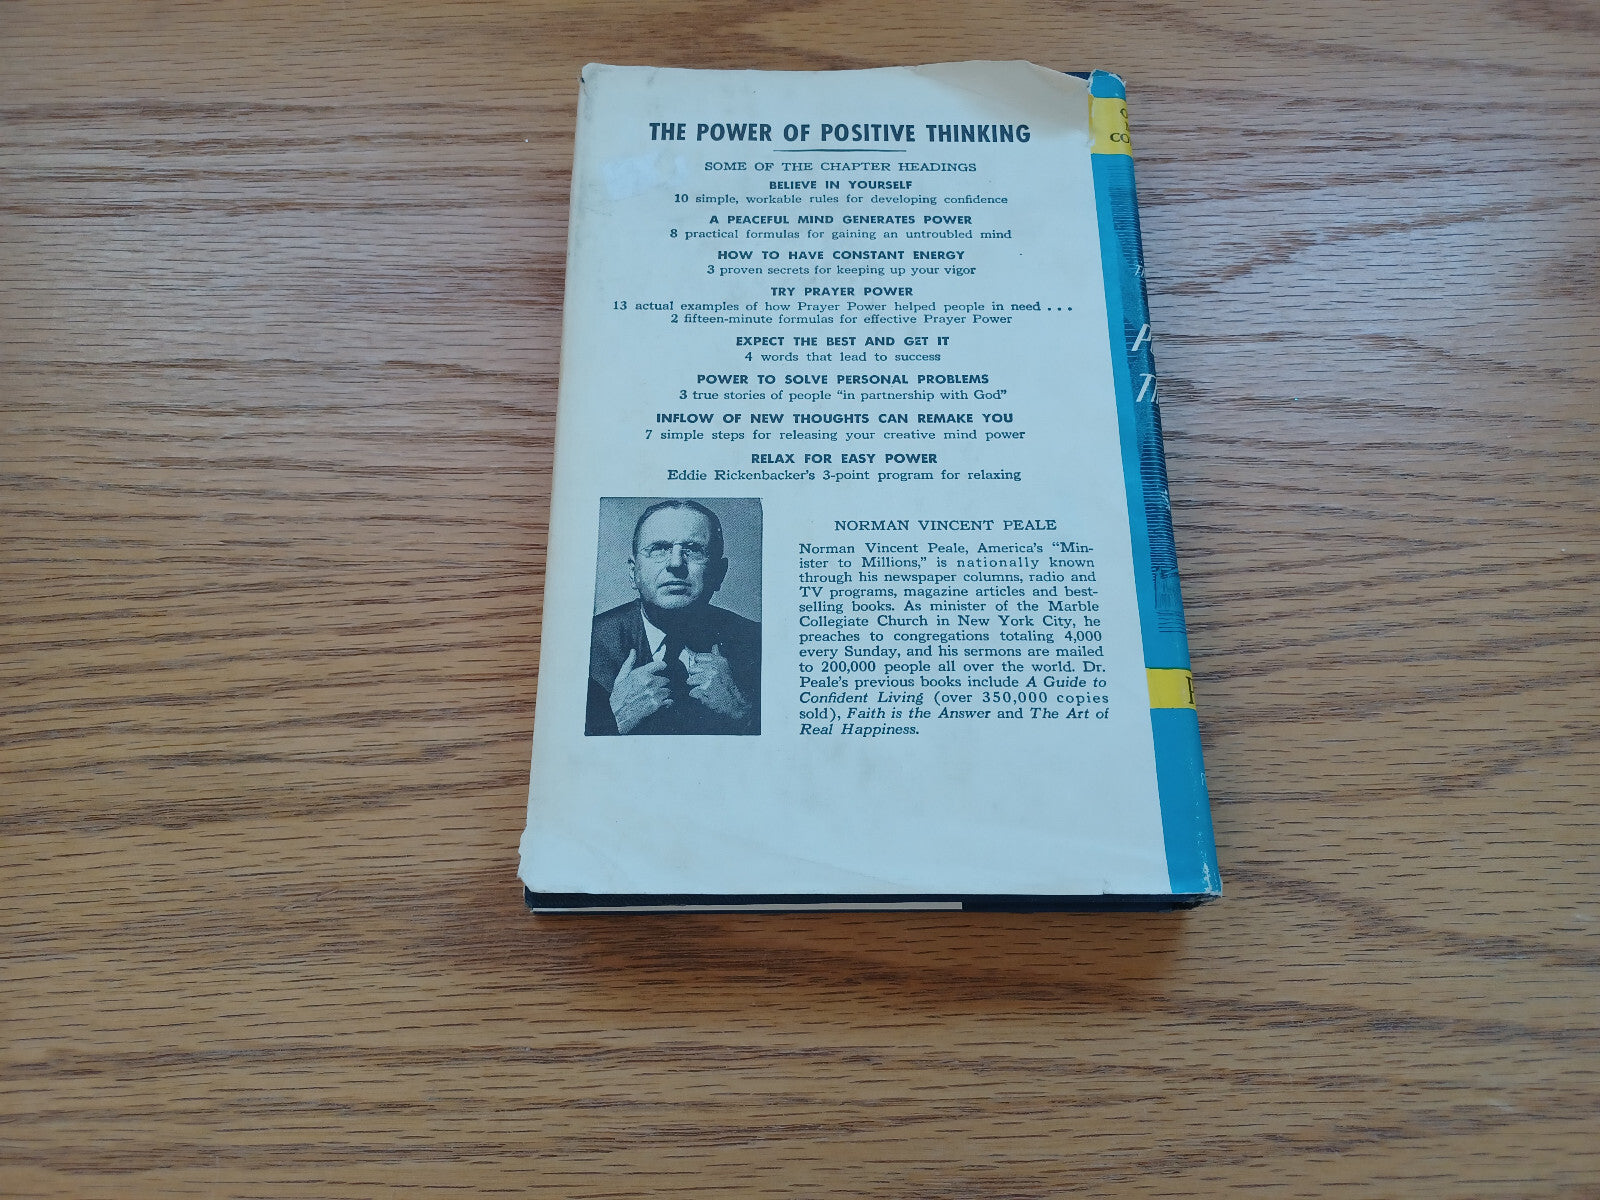 THE POWER OF POSITIVE THINKING
SOME OF THE CHAPTER HEADINGS
BELIEVE IN YOURSELF
10 simple, workable rules for developing confidence
A PEACEFUL MIND GENERATES POWER
8 practical formulas for gaining an untroubled mind
HOW TO HAVE CONSTANT ENERGY
3 proven secrets for keeping up your vigor
TRY PRAYER POWER
13 actual examples of how Prayer Power helped people in need . . .
2 fifteen-minute formulas for effective Prayer Power
EXPECT THE BEST AND GET IT
4 words that lead to success
POWER TO SOLVE PERSONAL PROBLEMS
3 true stories of people “in partnership with God”
INFLOW OF NEW THOUGHTS CAN REMAKE YOU
7 simple steps for releasing your creative mind power
RELAX FOR EASY POWER
Eddie Rickenbacker's 3-point program for relaxing
NORMAN VINCENT PEALE
Norman Vincent Peale, America's “Min-
ister to Millions,” is nationally known
through his newspaper columns, radio and
TV programs, magazine articles and best-
selling books. As minister of the Marble
Collegiate Church in New York City, he
preaches to congregations totaling 4,000
every Sunday, and his sermons are mailed
to 200,000 people all over the world. Dr.
Peale's previous books include A Guide to
Confident Living (over 350,000 copies
sold), Faith is the Answer and The Art of
Real Happiness.